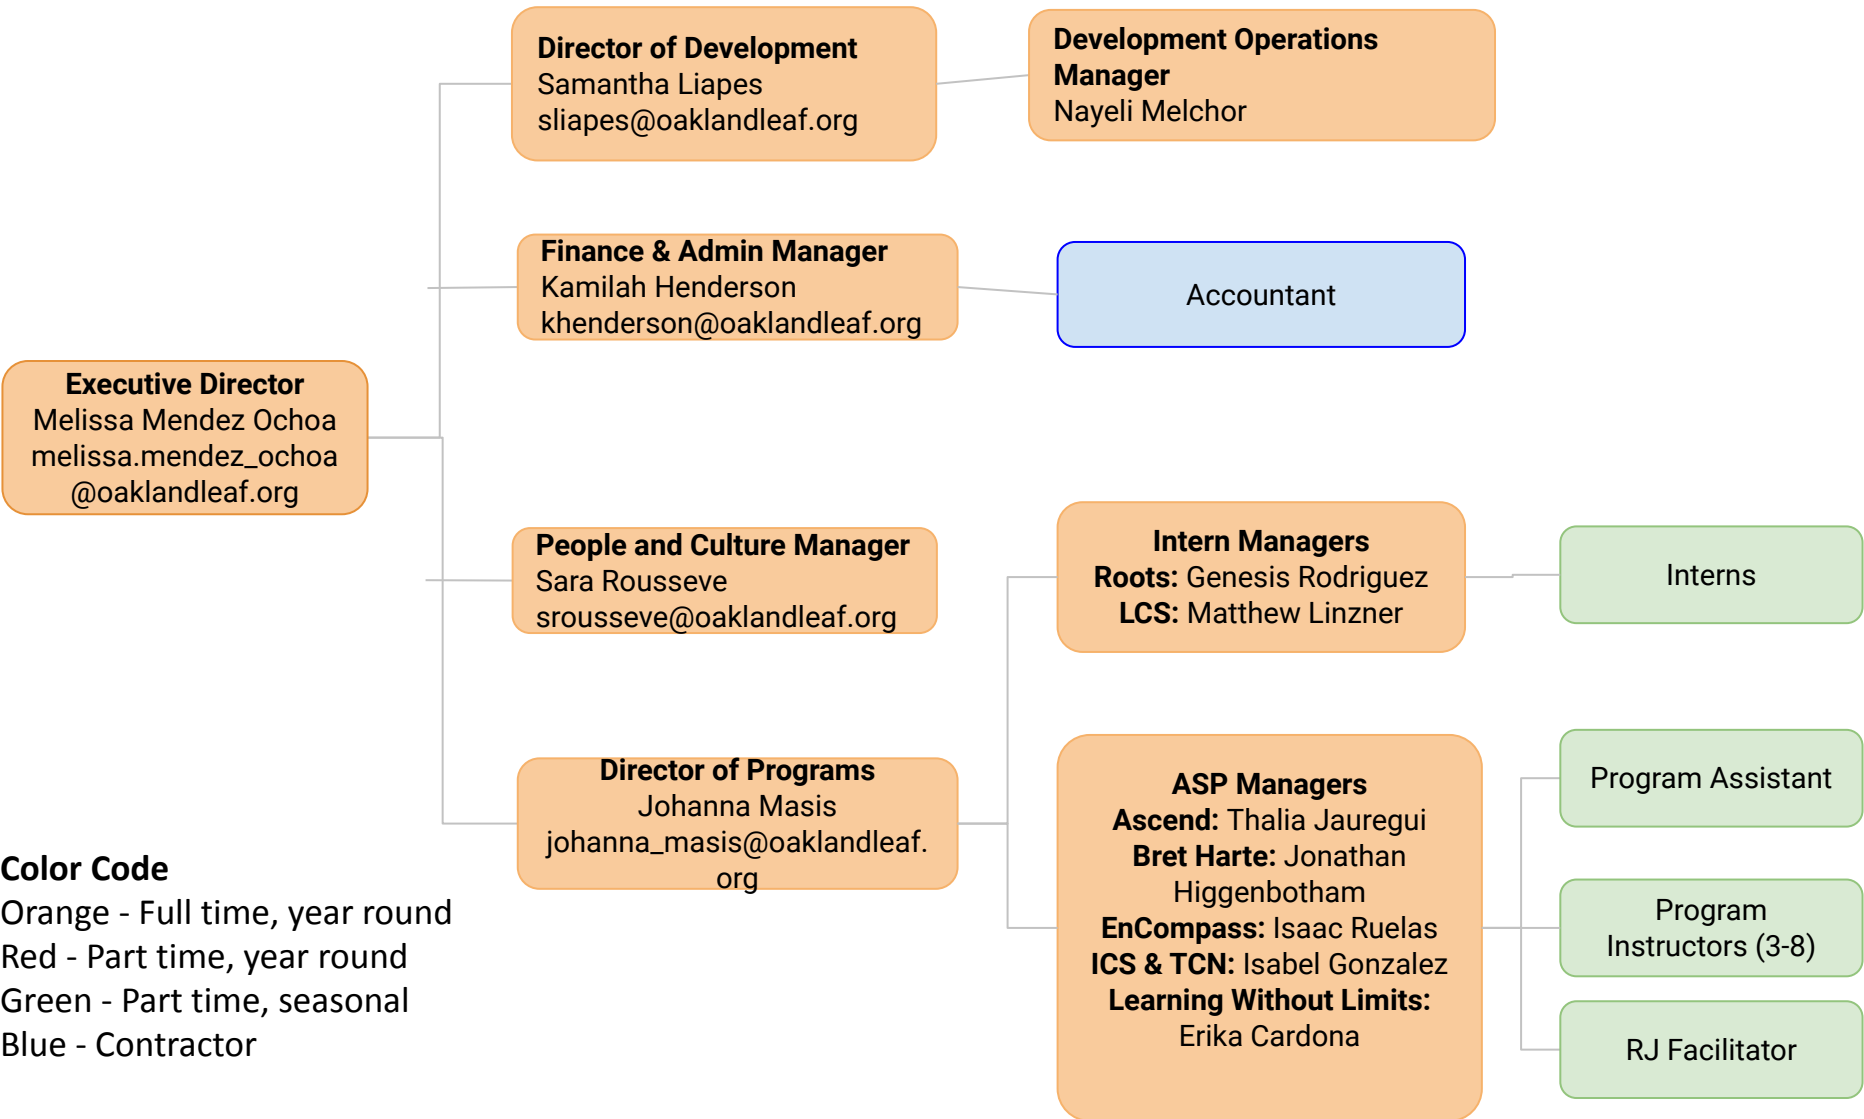 Director of Development
Samantha Liapes
sliapes@oaklandleaf.org
Development Operations
Manager
Nayeli Melchor
Finance & Admin Manager
Kamilah Henderson
khenderson@oaklandleaf.org
Accountant
Executive Director
Melissa Mendez Ochoa
melissa.mendez_ochoa
@oaklandleaf.org
People and Culture Manager
Sara Rousseve
srousseve@oaklandleaf.org
Intern Managers
Roots: Genesis Rodriguez
LCS: Matthew Linzner
Interns
Director of Programs
Johanna Masis
johanna_masis@oaklandleaf.
org
ASP Managers
Ascend: Thalia Jauregui
Bret Harte: Jonathan
Higgenbotham
EnCompass: Isaac Ruelas
ICS & TCN: Isabel Gonzalez
Learning Without Limits:
Erika Cardona
Program Assistant
Program
Instructors (3-8)
RJ Facilitator
Color Code
Orange - Full time, year round
Red - Part time, year round
Green - Part time, seasonal
Blue - Contractor